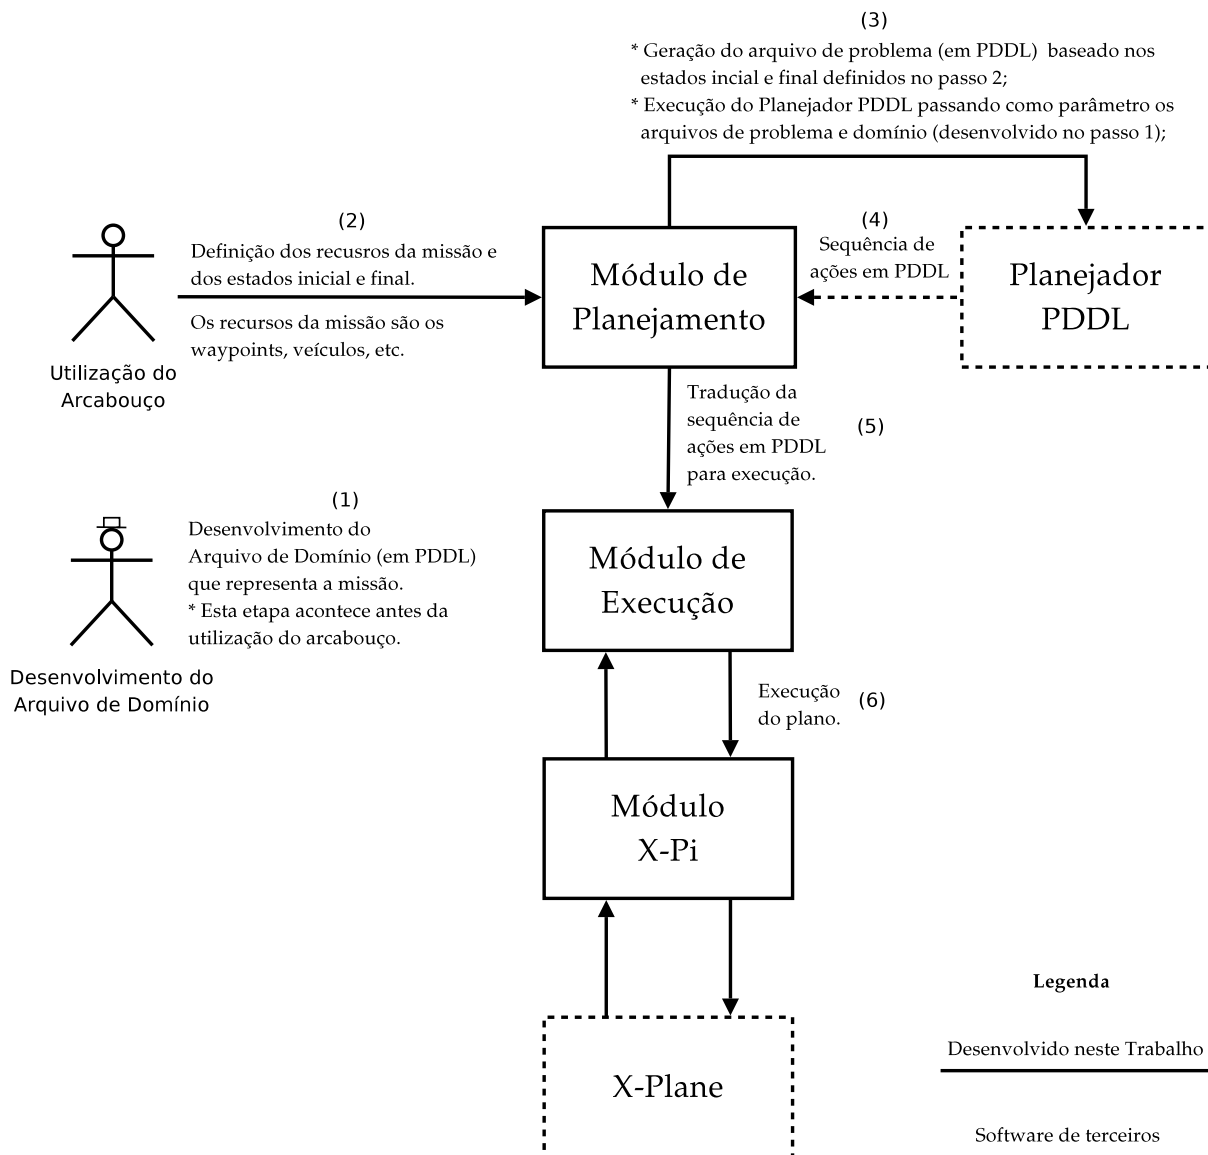 (3)
* Geração do arquivo de problema (em PDDL) baseado nos
estados incial e final definidos no passo 2;
* Execução do Planejador PDDL passando como parâmetro os
arquivos de problema e domínio (desenvolvido no passo 1);
(2)
Definição dos recusros da missão e
dos estados inicial e final.
Os recursos da missão são os
waypoints, veículos, etc.
Utilização do
Arcabouço
Módulo de
Planejamento
(4)
Sequência de
ações em PDDL
Planejador
PDDL
Tradução da
sequência de
ações em PDDL
para execução.
(5)
(1)
Desenvolvimento do
Arquivo de Domínio (em PDDL)
que representa a missão.
* Esta etapa acontece antes da
utilização do arcabouço.
Desenvolvimento do
Arquivo de Domínio
Módulo de
Execução
Execução
do plano.
(6)
Módulo
X-Pi
X-Plane
Legenda
Desenvolvido neste Trabalho
Software de terceiros